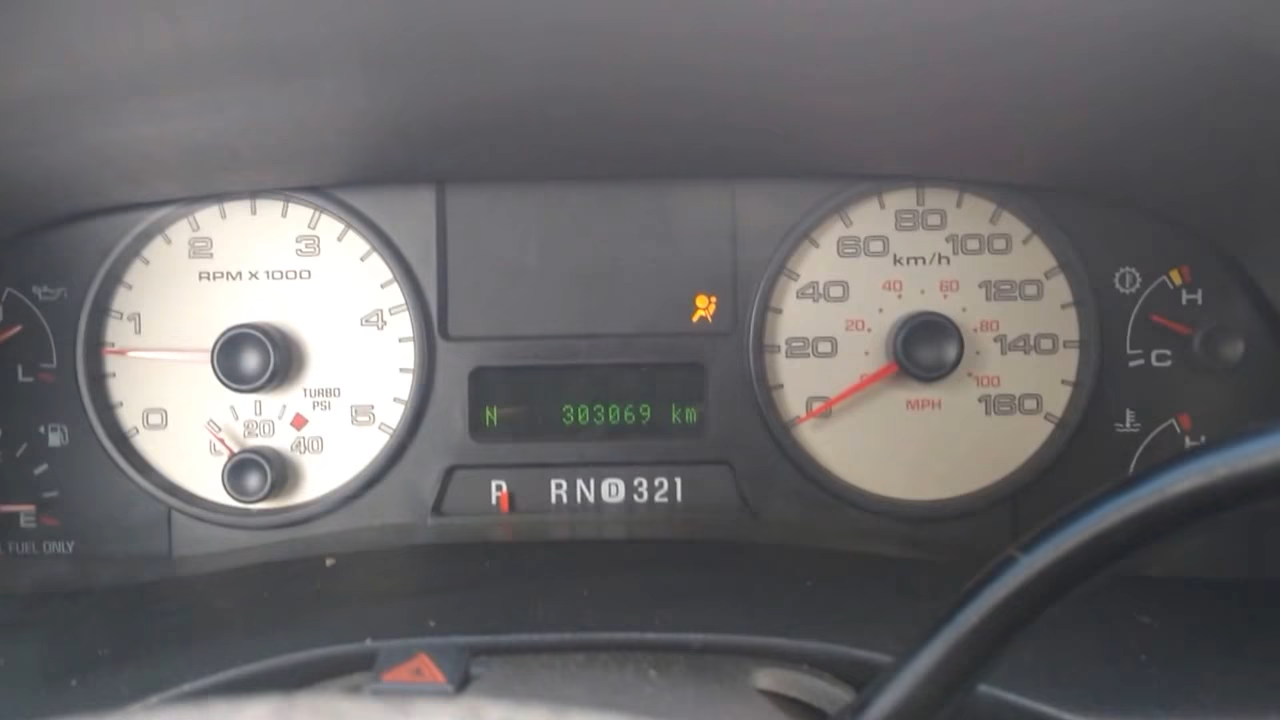 2 3
RPM X 1000
1 4
TURBO
PSI
0 20 40 5
L
E
FUEL ONLY
N 303069 km
P R N D 3 2 1
80
60 100
km/h
40 120
40 60
20 80
20 140
0 100
0 MPH 160
H
C
H